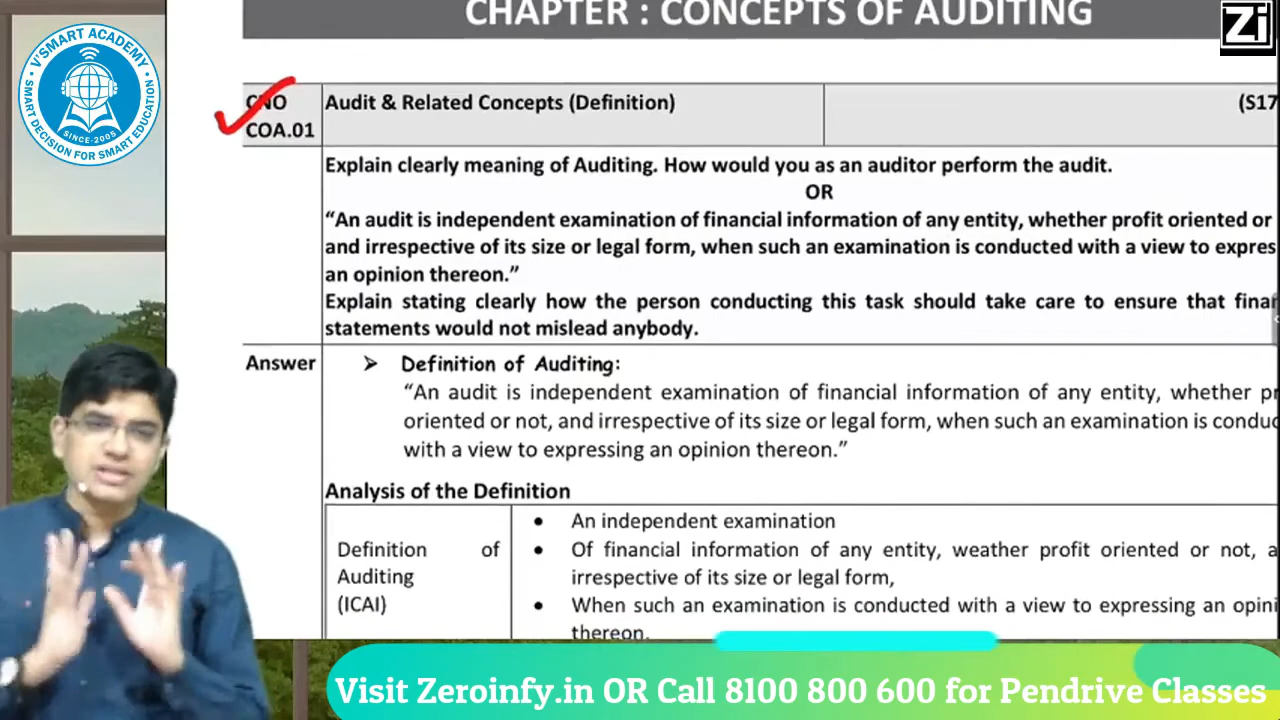 CHAPTER : CONCEPTS OF AUDITING
Zi
V'SMART ACADEMY
SINCE-2005
SMART DECISION FOR SMART EDUCATION
CNO
COA.01
Audit & Related Concepts (Definition)
(S17
Explain clearly meaning of Auditing. How would you as an auditor perform the audit.
OR
“An audit is independent examination of financial information of any entity, whether profit oriented or
and irrespective of its size or legal form, when such an examination is conducted with a view to expres
an opinion thereon.”
Explain stating clearly how the person conducting this task should take care to ensure that finan
statements would not mislead anybody.
Answer
➤ Definition of Auditing:
“An audit is independent examination of financial information of any entity, whether pr
oriented or not, and irrespective of its size or legal form, when such an examination is conduc
with a view to expressing an opinion thereon.”
Analysis of the Definition
Definition of
Auditing
(ICAI)
• An independent examination
• Of financial information of any entity, weather profit oriented or not, a
irrespective of its size or legal form,
• When such an examination is conducted with a view to expressing an opini
thereon.
Visit Zeroinfy.in OR Call 8100 800 600 for Pendrive Classes